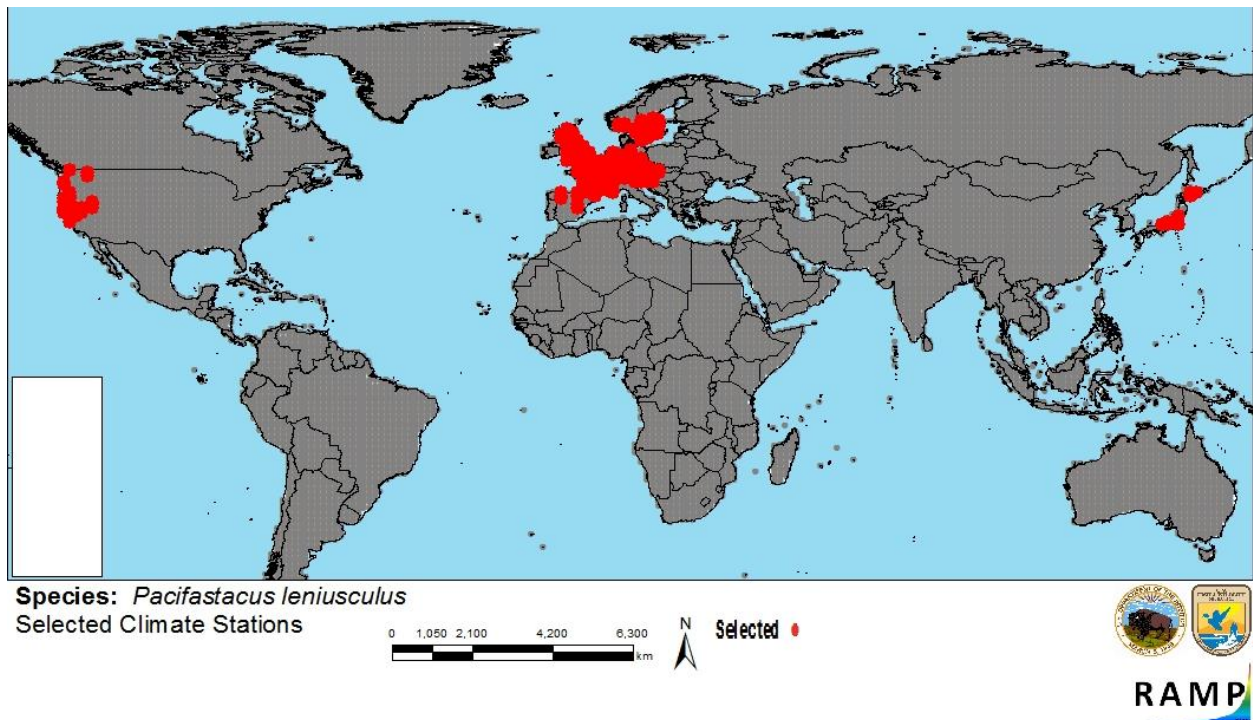 Species: Pacifastacus leniusculus
Selected Climate Stations
0 1,050 2,100 4,200 6,300
km
N
Selected
RAMP